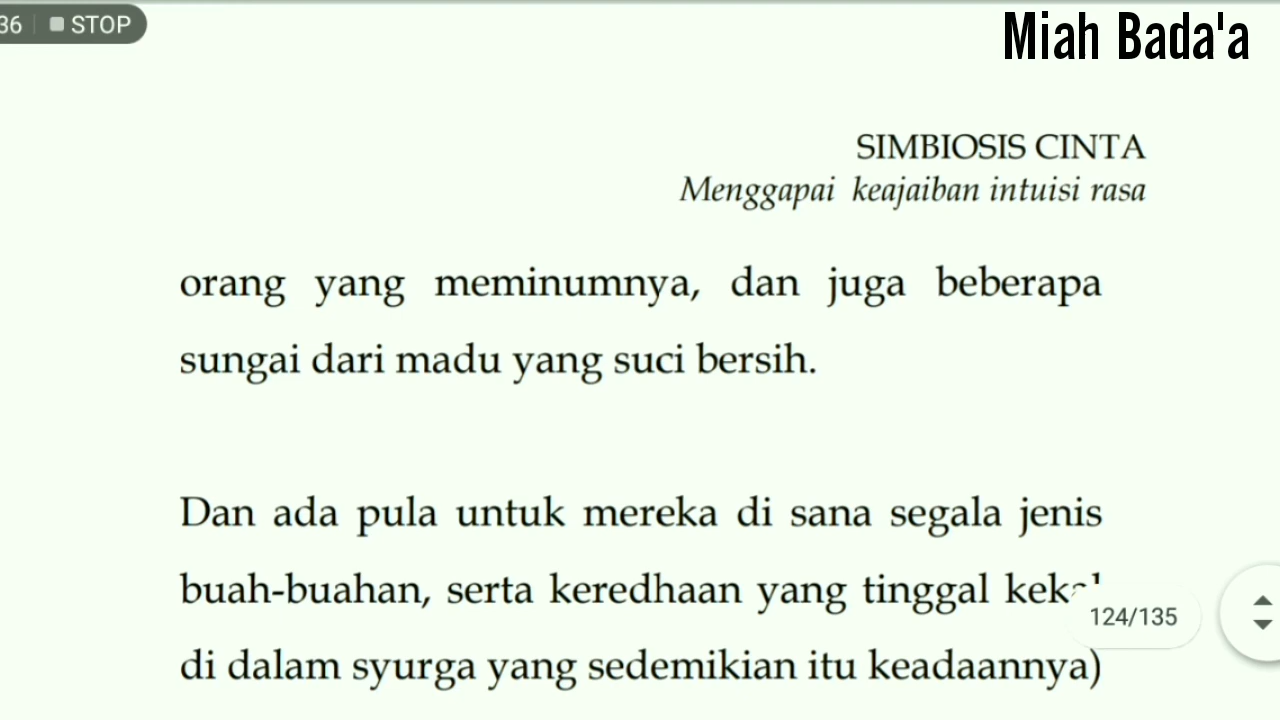 36 STOP
Miah Bada'a
SIMBIOSIS CINTA
Menggapai keajaiban intuisi rasa
orang yang meminumnya, dan juga beberapa
sungai dari madu yang suci bersih.
Dan ada pula untuk mereka di sana segala jenis
buah-buahan, serta keredhaan yang tinggal
124/135
di dalam syurga yang sedemikian itu keadaannya)